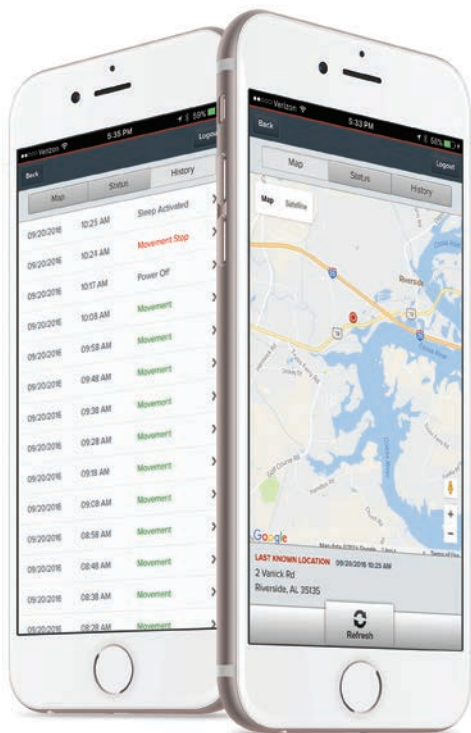 Verizon
5:35 PM
59%
Back
Logout
Map Status History
09/20/2016 10:25 AM Sleep Activated
09/20/2016 10:24 AM Movement Stop
09/20/2016 10:17 AM Power Off
09/20/2016 10:08 AM Movement
09/20/2016 09:58 AM Movement
09/20/2016 09:48 AM Movement
09/20/2016 09:38 AM Movement
09/20/2016 09:28 AM Movement
09/20/2016 09:18 AM Movement
09/20/2016 09:08 AM Movement
09/20/2016 08:58 AM Movement
09/20/2016 08:48 AM Movement
09/20/2016 08:38 AM Movement
09/20/2016 08:28 AM Movement
Verizon
5:33 PM
58%
Back
Logout
Map Status History
Map Satellite
Riverside
Google
LAST KNOWN LOCATION 09/20/2016 10:25 AM
2 Vanick Rd
Riverside, AL 35135
Refresh